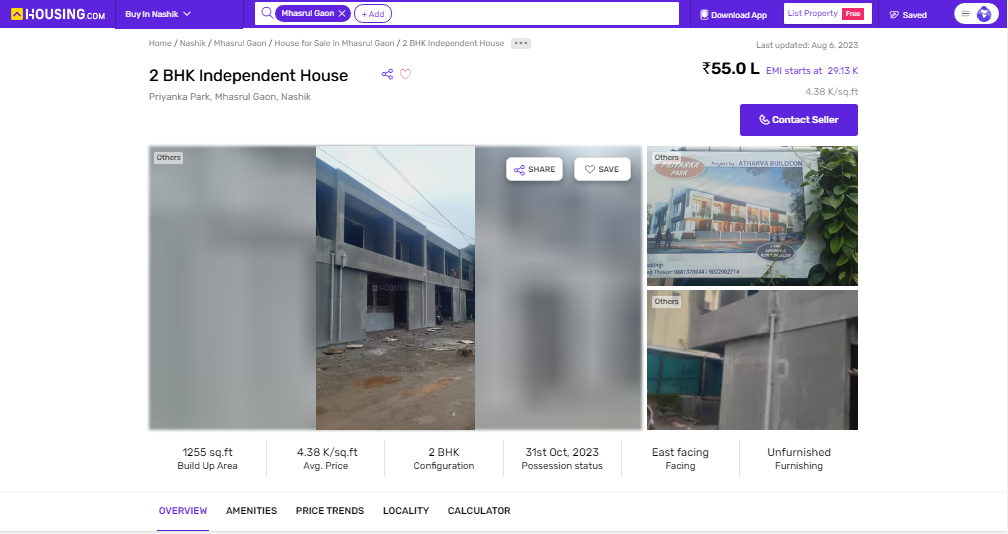 HOUSING.COM
Buy In Nashik
Mhasrul Gaon
+ Add
Download App
List Property Free
Saved
Home / Nashik / Mhasrul Gaon / House for Sale in Mhasrul Gaon / 2 BHK Independent House
Last updated: Aug 6, 2023
2 BHK Independent House
₹55.0 L EMI starts at 29.13 K
Priyanka Park, Mhasrul Gaon, Nashik
4.38 K/sq.ft
Contact Seller
Others
SHARE
SAVE
HOUSING
Others
Project by : ATHARVA BUILDCON
PRIYANKA
PARK
Thakur: 9881370044 / 9022902714
Others
1255 sq.ft
Build Up Area
4.38 K/sq.ft
Avg. Price
2 BHK
Configuration
31st Oct, 2023
Possession status
East facing
Facing
Unfurnished
Furnishing
OVERVIEW
AMENITIES
PRICE TRENDS
LOCALITY
CALCULATOR